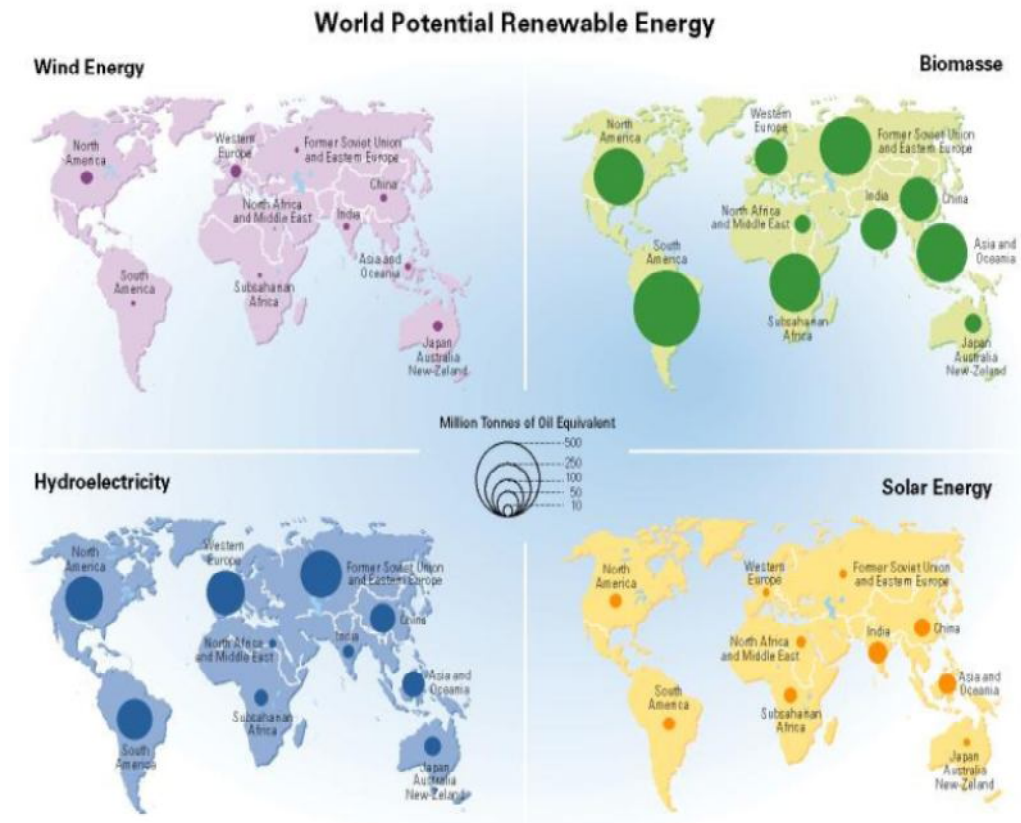 World Potential Renewable Energy
Wind Energy
North
America
Western
Europe
Former Soviet Union
and Eastern Europe
China
North Africa
and Middle East
India
Asia and
Oceania
South
America
Subsaharian
Africa
Japan
Australia
New-Zeland
Biomasse
North
America
Western
Europe
Former Soviet Union
and Eastern Europe
India
China
North Africa
and Middle East
South
America
Asia and
Oceania
Subsaharian
Africa
Japan
Australia
New-Zeland
Million Tonnes of Oil Equivalent
500
250
100
50
10
Hydroelectricity
North
America
Western
Europe
Former Soviet Union
and Eastern Europe
China
North Africa
and Middle East
India
Asia and
Oceania
Subsaharian
Africa
South
America
Japan
Australia
New-Zeland
Solar Energy
North
America
Western
Europe
Former Soviet Union
and Eastern Europe
India
China
North Africa
and Middle East
Asia and
Oceania
South
America
Subsaharian
Africa
Japan
Australia
New-Zeland